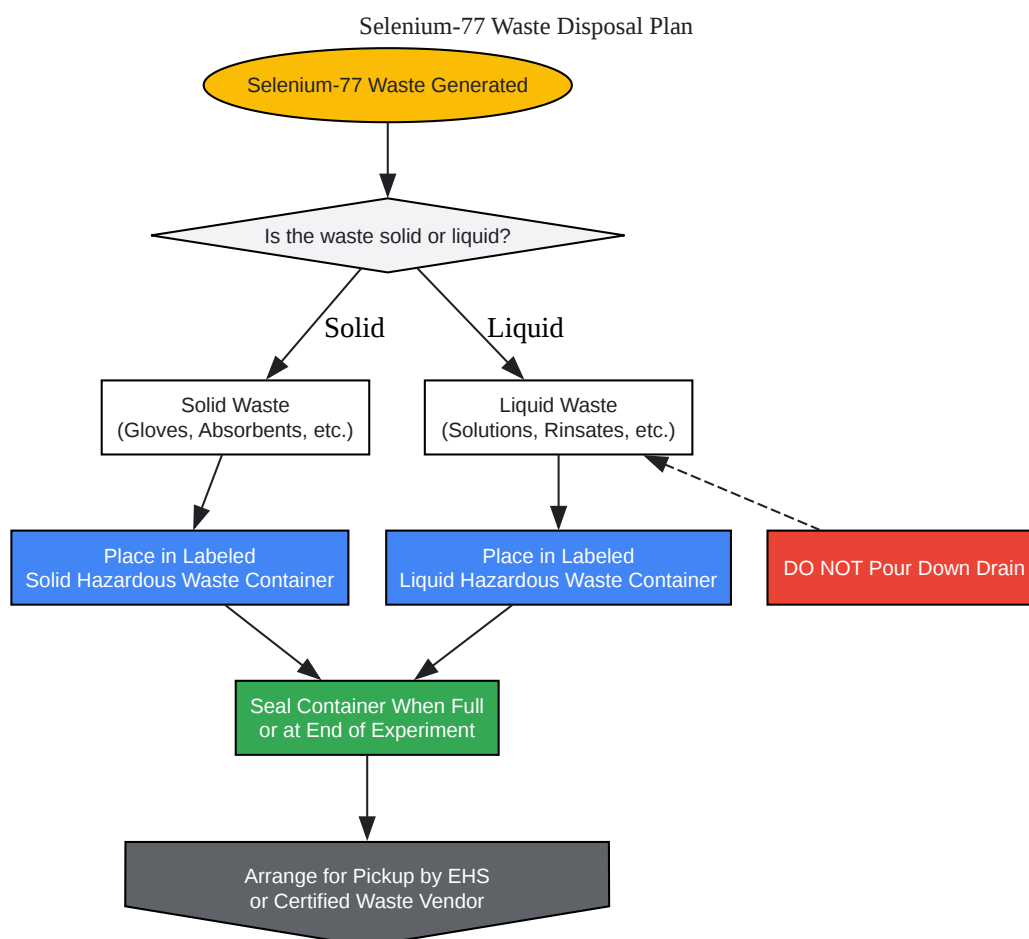 Selenium-77 Waste Disposal Plan
Selenium-77 Waste Generated
Is the waste solid or liquid?
Solid
Liquid
Solid Waste
(Gloves, Absorbents, etc.)
Liquid Waste
(Solutions, Rinsates, etc.)
Place in Labeled
Solid Hazardous Waste Container
Place in Labeled
Liquid Hazardous Waste Container
DO NOT Pour Down Drain
Seal Container When Full
or at End of Experiment
Arrange for Pickup by EHS
or Certified Waste Vendor